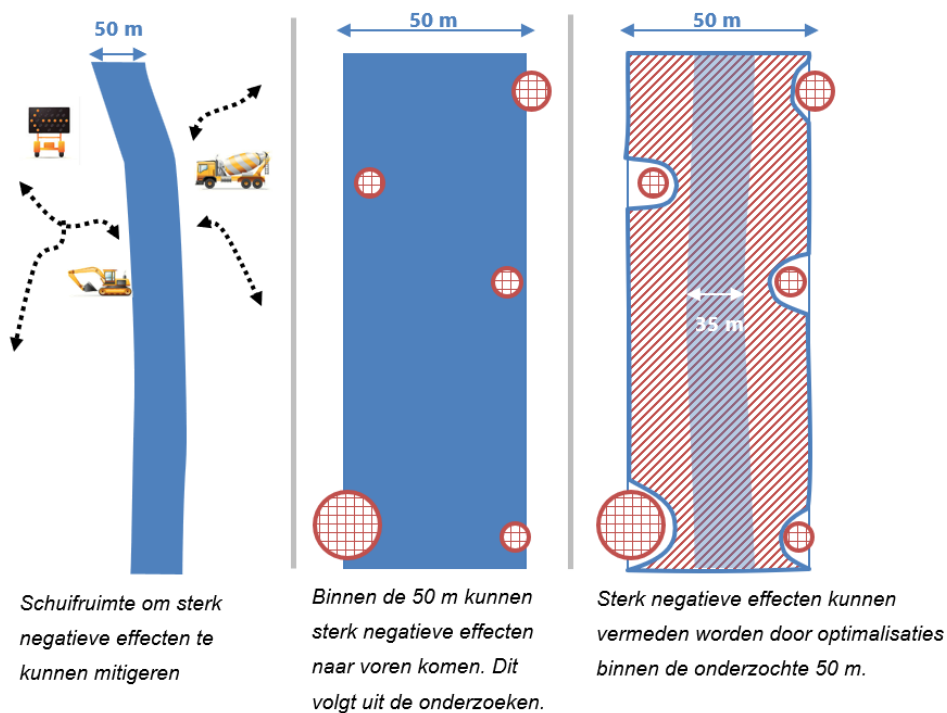 50 m
Schuifruimte om sterk
negatieve effecten te
kunnen mitigeren
50 m
Binnen de 50 m kunnen
sterk negatieve effecten
naar voren komen. Dit
volgt uit de onderzoeken.
50 m
35 m
Sterk negatieve effecten kunnen
vermeden worden door optimalisaties
binnen de onderzochte 50 m.